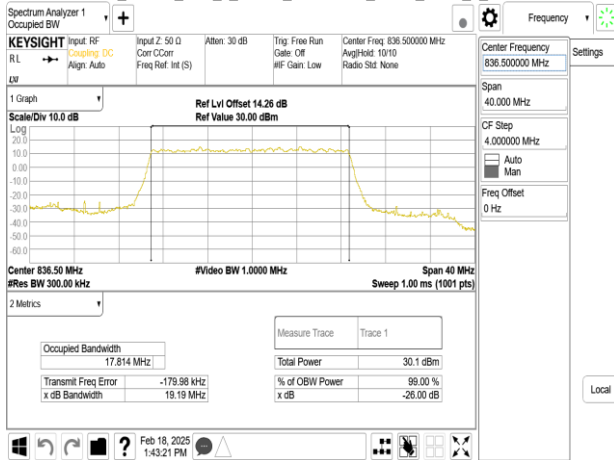 Spectrum Analyzer 1
Occupied BW
+
Frequency
KEYSIGHT
RL
LXI
Input: RF
Coupling: DC
Align: Auto
Input Z: 50 Ω
Corr CCorr
Freq Ref: Int (S)
Atten: 30 dB
Trig: Free Run
Gate: Off
#IF Gain: Low
Center Freq: 836.500000 MHz
Avg|Hold: 10/10
Radio Std: None
Center Frequency
836.500000 MHz
Settings
Span
40.000 MHz
CF Step
4.000000 MHz
Auto
Man
Freq Offset
0 Hz
Local
1 Graph
Scale/Div 10.0 dB
Ref Lvl Offset 14.26 dB
Ref Value 30.00 dBm
Log
20.0
10.0
0.00
-10.0
-20.0
-30.0
-40.0
-50.0
-60.0
Center 836.50 MHz
#Video BW 1.0000 MHz
Span 40 MHz
#Res BW 300.00 kHz
Sweep 1.00 ms (1001 pts)
2 Metrics
Measure Trace
Trace 1
Occupied Bandwidth
17.814 MHz
Total Power
30.1 dBm
Transmit Freq Error
-179.98 kHz
% of OBW Power
99.00 %
x dB Bandwidth
19.19 MHz
x dB
-26.00 dB
?
Feb 18, 2025
1:43:21 PM